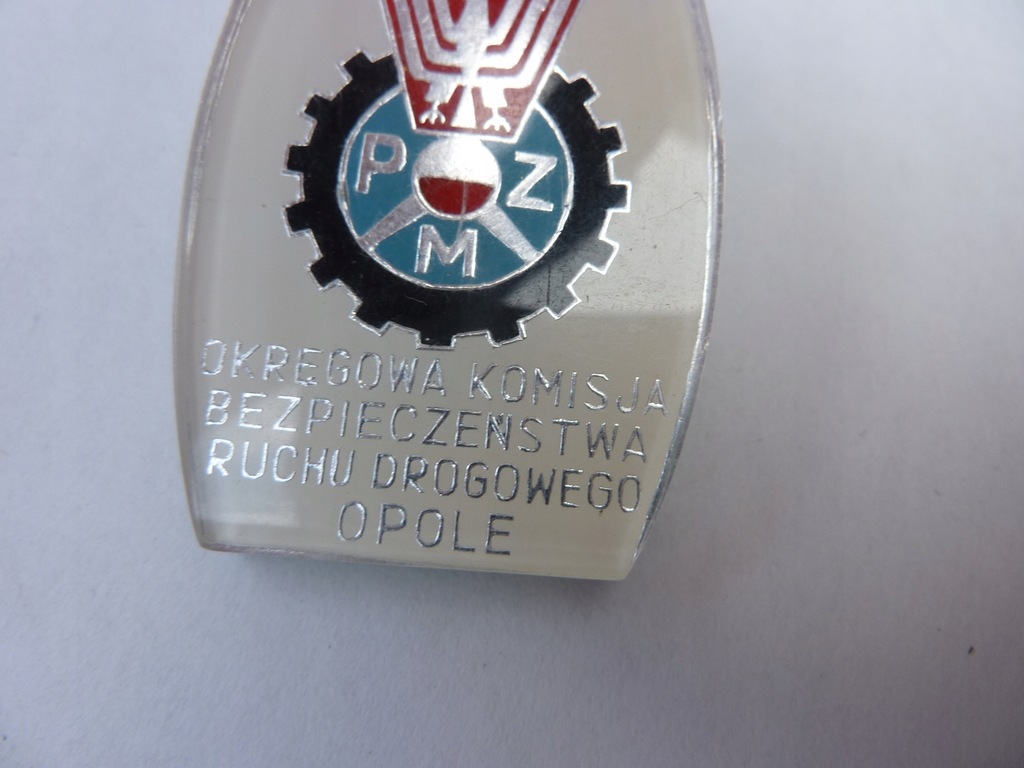 P Z
M
OKRĘGOWA KOMISJA
BEZPIECZEŃSTWA
RUCHU DROGOWEGO
OPOLE